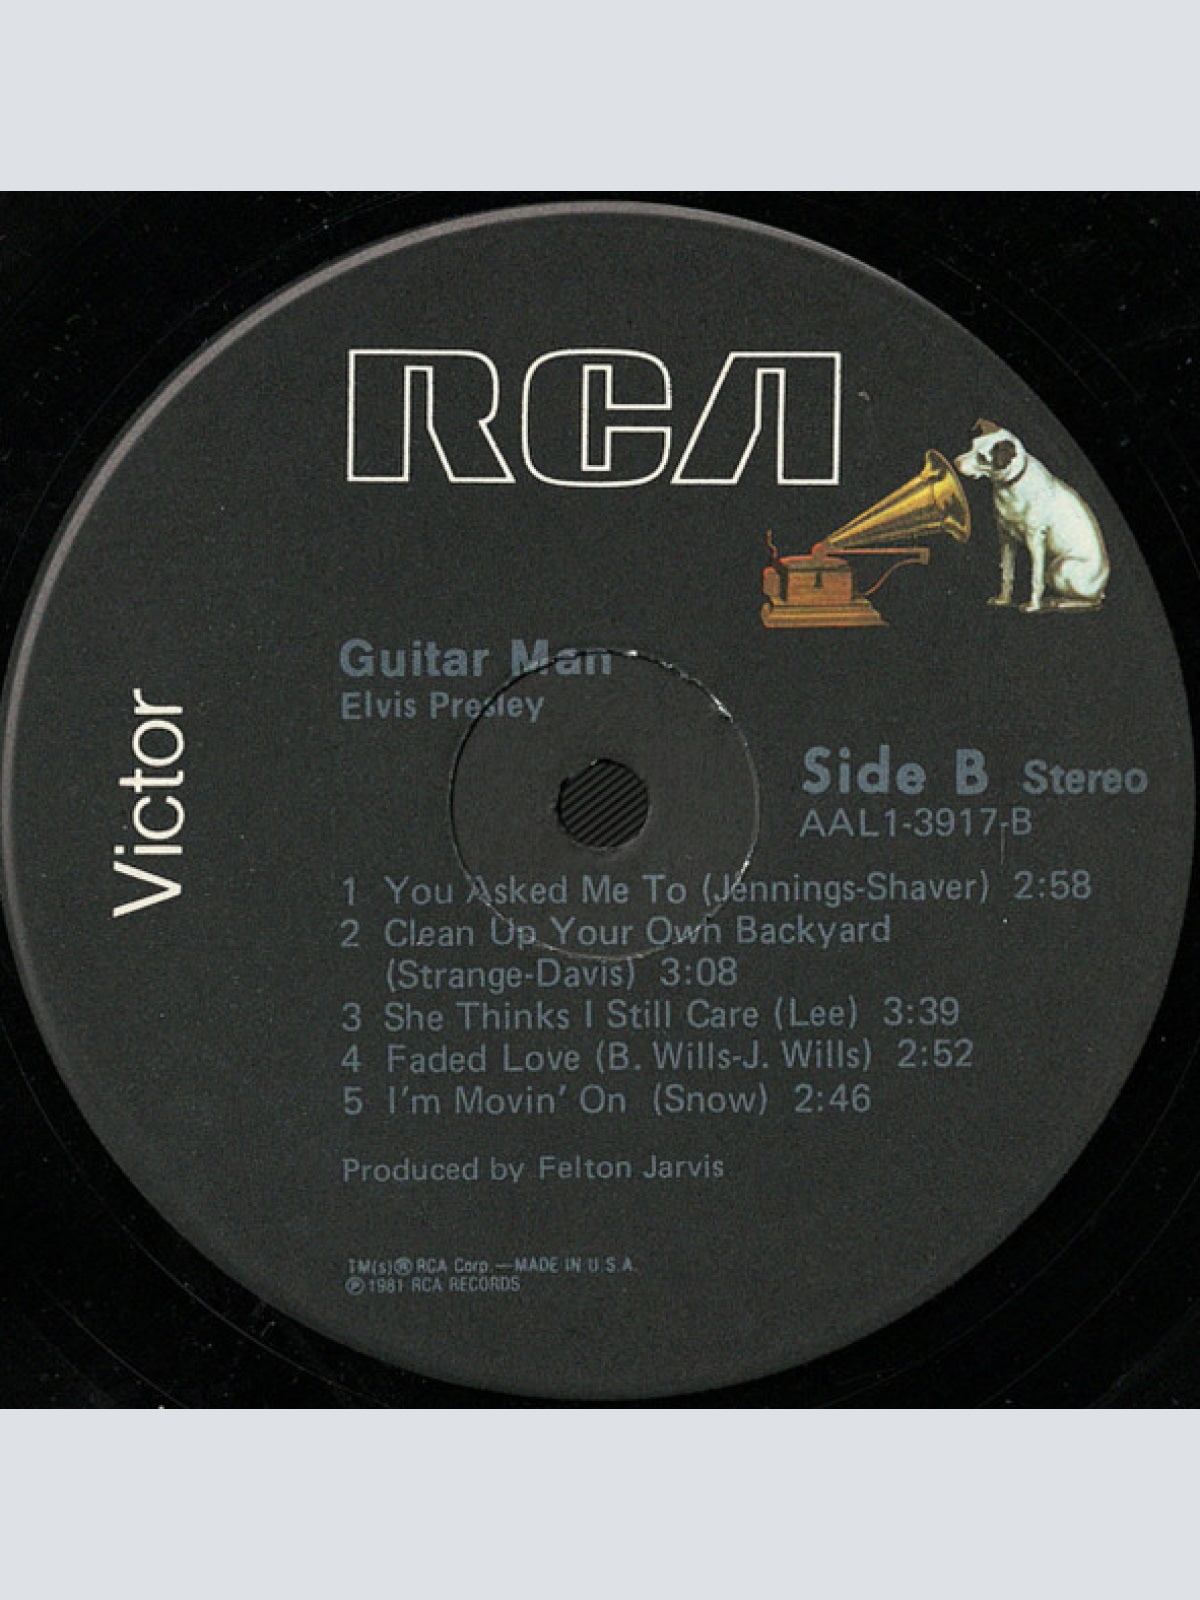 RCA
Victor
Guitar Man
Elvis Presley
Side B Stereo
AAL1-3917-B
1 You Asked Me To (Jennings-Shaver) 2:58
2 Clean Up Your Own Backyard
(Strange-Davis) 3:08
3 She Thinks I Still Care (Lee) 3:39
4 Faded Love (B. Wills-J. Wills) 2:52
5 I'm Movin' On (Snow) 2:46
Produced by Felton Jarvis
TM(s)® RCA Corp.—MADE IN U.S.A.
℗ 1981 RCA RECORDS